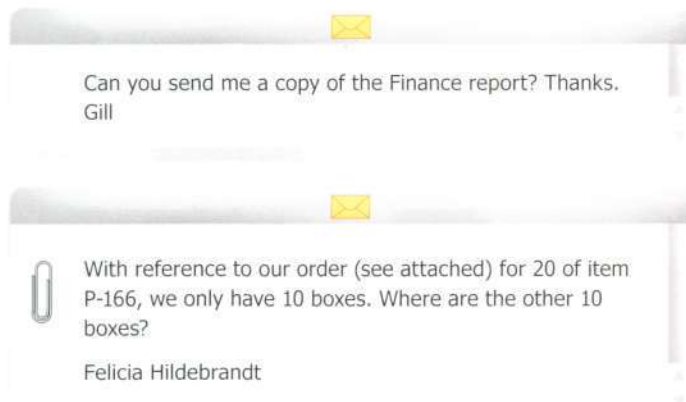 Can you send me a copy of the Finance report? Thanks.
Gill
With reference to our order (see attached) for 20 of item
P-166, we only have 10 boxes. Where are the other 10
boxes?
Felicia Hildebrandt